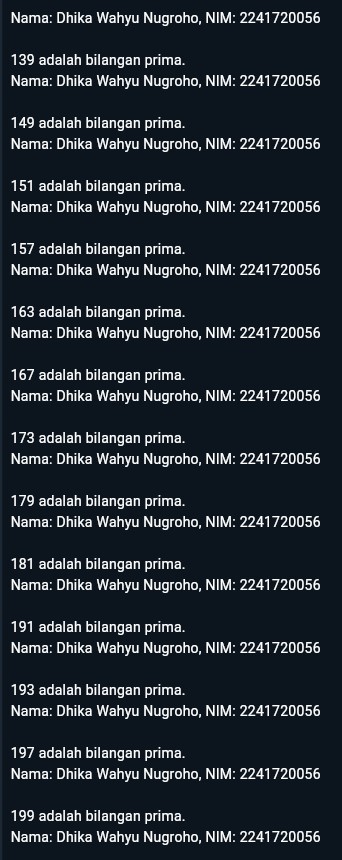 Nama: Dhika Wahyu Nugroho, NIM: 2241720056
139 adalah bilangan prima.
Nama: Dhika Wahyu Nugroho, NIM: 2241720056
149 adalah bilangan prima.
Nama: Dhika Wahyu Nugroho, NIM: 2241720056
151 adalah bilangan prima.
Nama: Dhika Wahyu Nugroho, NIM: 2241720056
157 adalah bilangan prima.
Nama: Dhika Wahyu Nugroho, NIM: 2241720056
163 adalah bilangan prima.
Nama: Dhika Wahyu Nugroho, NIM: 2241720056
167 adalah bilangan prima.
Nama: Dhika Wahyu Nugroho, NIM: 2241720056
173 adalah bilangan prima.
Nama: Dhika Wahyu Nugroho, NIM: 2241720056
179 adalah bilangan prima.
Nama: Dhika Wahyu Nugroho, NIM: 2241720056
181 adalah bilangan prima.
Nama: Dhika Wahyu Nugroho, NIM: 2241720056
191 adalah bilangan prima.
Nama: Dhika Wahyu Nugroho, NIM: 2241720056
193 adalah bilangan prima.
Nama: Dhika Wahyu Nugroho, NIM: 2241720056
197 adalah bilangan prima.
Nama: Dhika Wahyu Nugroho, NIM: 2241720056
199 adalah bilangan prima.
Nama: Dhika Wahyu Nugroho, NIM: 2241720056